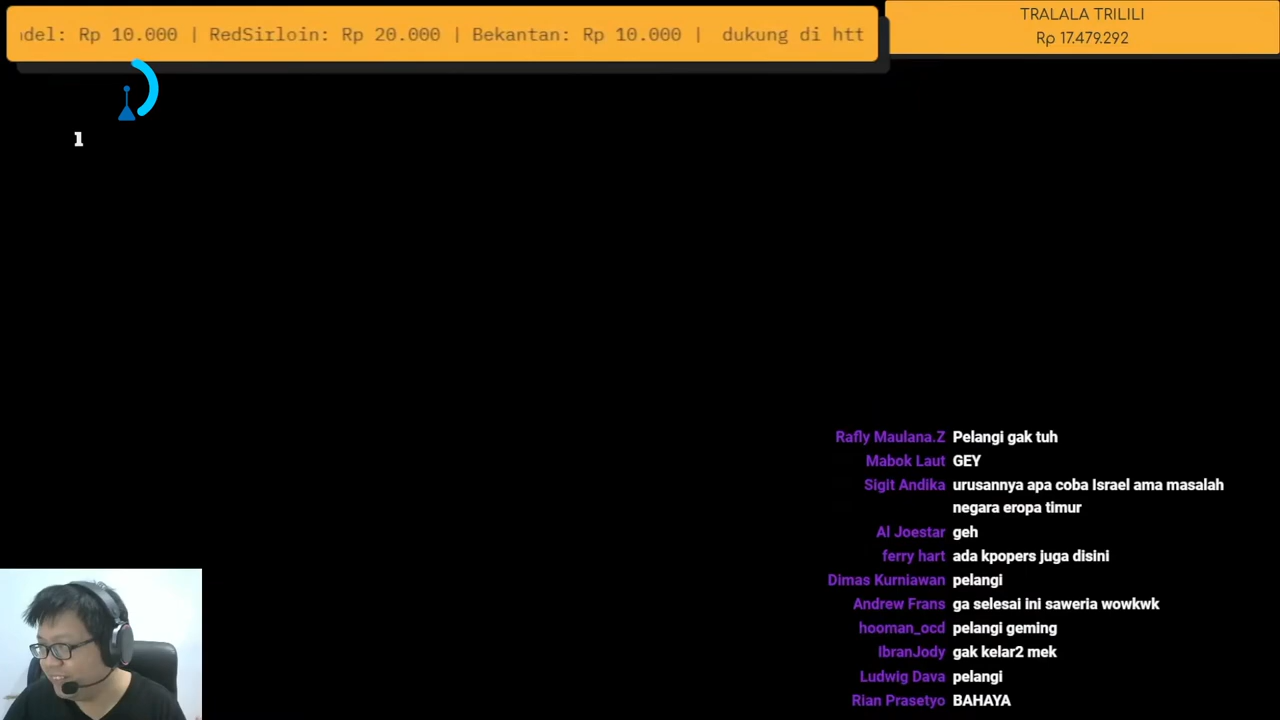 del: Rp 10.000 | RedSirloin: Rp 20.000 | Bekantan: Rp 10.000 | dukung di htt
TRALALA TRILILI
Rp 17.479.292
1
Rafly Maulana.Z Pelangi gak tuh
Mabok Laut GEY
Sigit Andika urusannya apa coba Israel ama masalah
negara eropa timur
Al Joestar geh
ferry hart ada kpopers juga disini
Dimas Kurniawan pelangi
Andrew Frans ga selesai ini saweria wowkwk
hooman_ocd pelangi geming
IbranJody gak kelar2 mek
Ludwig Dava pelangi
Rian Prasetyo BAHAYA